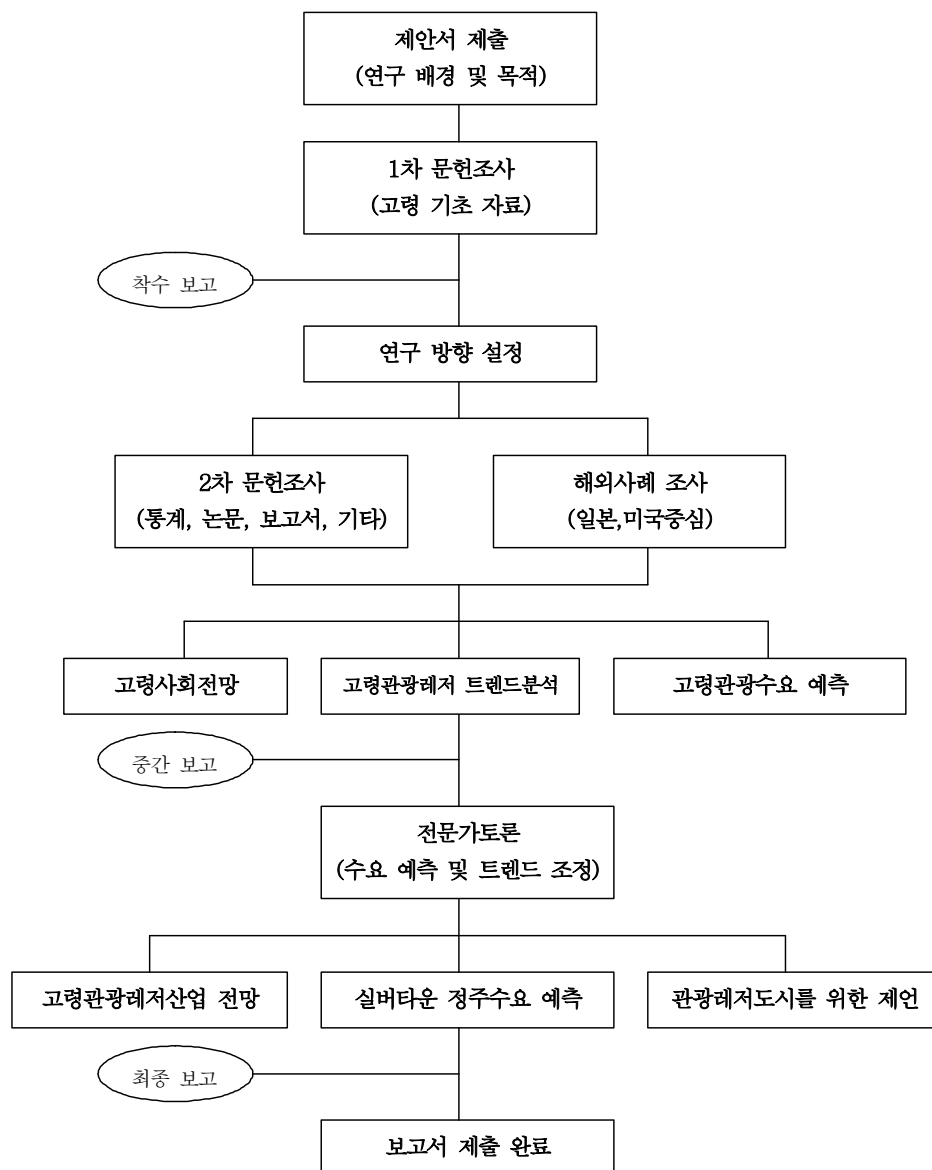 제안서 제출
(연구 배경 및 목적)
1차 문헌조사
(고령 기초 자료)
착수 보고
연구 방향 설정
2차 문헌조사
(통계, 논문, 보고서, 기타)
해외사례 조사
(일본,미국중심)
고령사회전망
고령관광레저 트렌드분석
고령관광수요 예측
중간 보고
전문가토론
(수요 예측 및 트렌드 조정)
고령관광레저산업 전망
실버타운 정주수요 예측
관광레저도시를 위한 제언
최종 보고
보고서 제출 완료